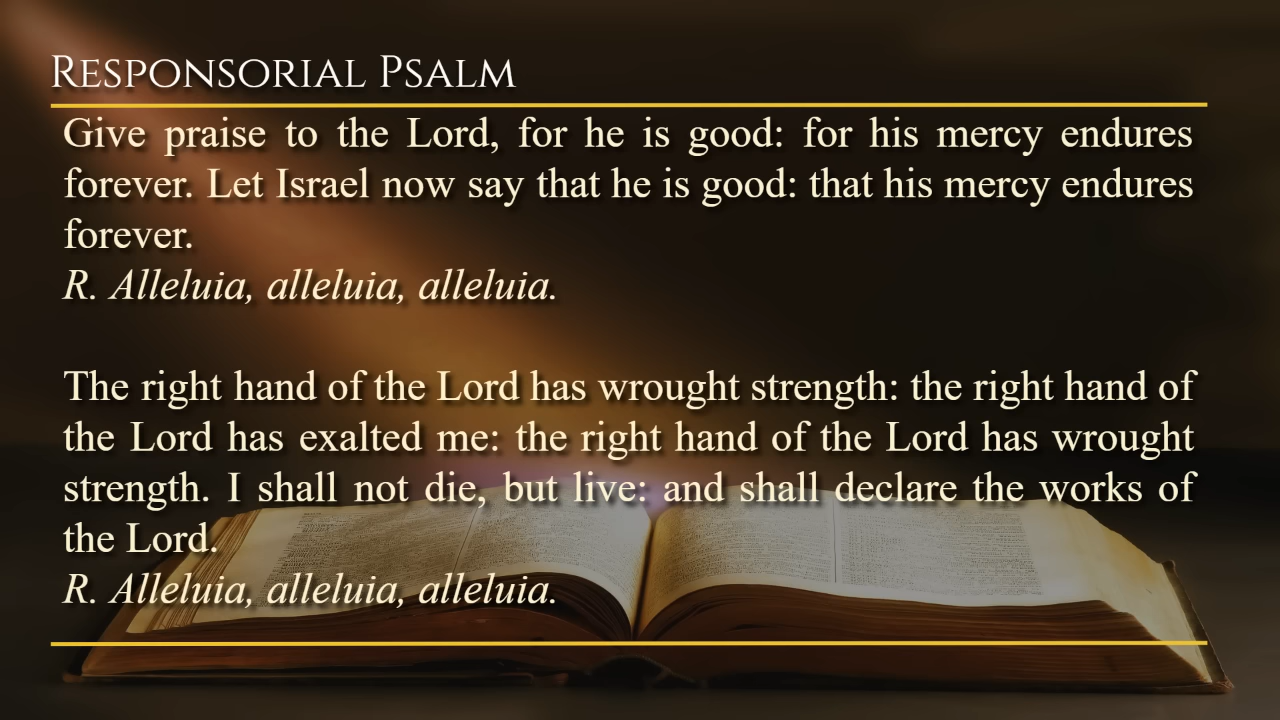 Responsorial Psalm
Give praise to the Lord, for he is good: for his mercy endures
forever. Let Israel now say that he is good: that his mercy endures
forever.
R. Alleluia, alleluia, alleluia.
The right hand of the Lord has wrought strength: the right hand of
the Lord has exalted me: the right hand of the Lord has wrought
strength. I shall not die, but live: and shall declare the works of
the Lord.
R. Alleluia, alleluia, alleluia.